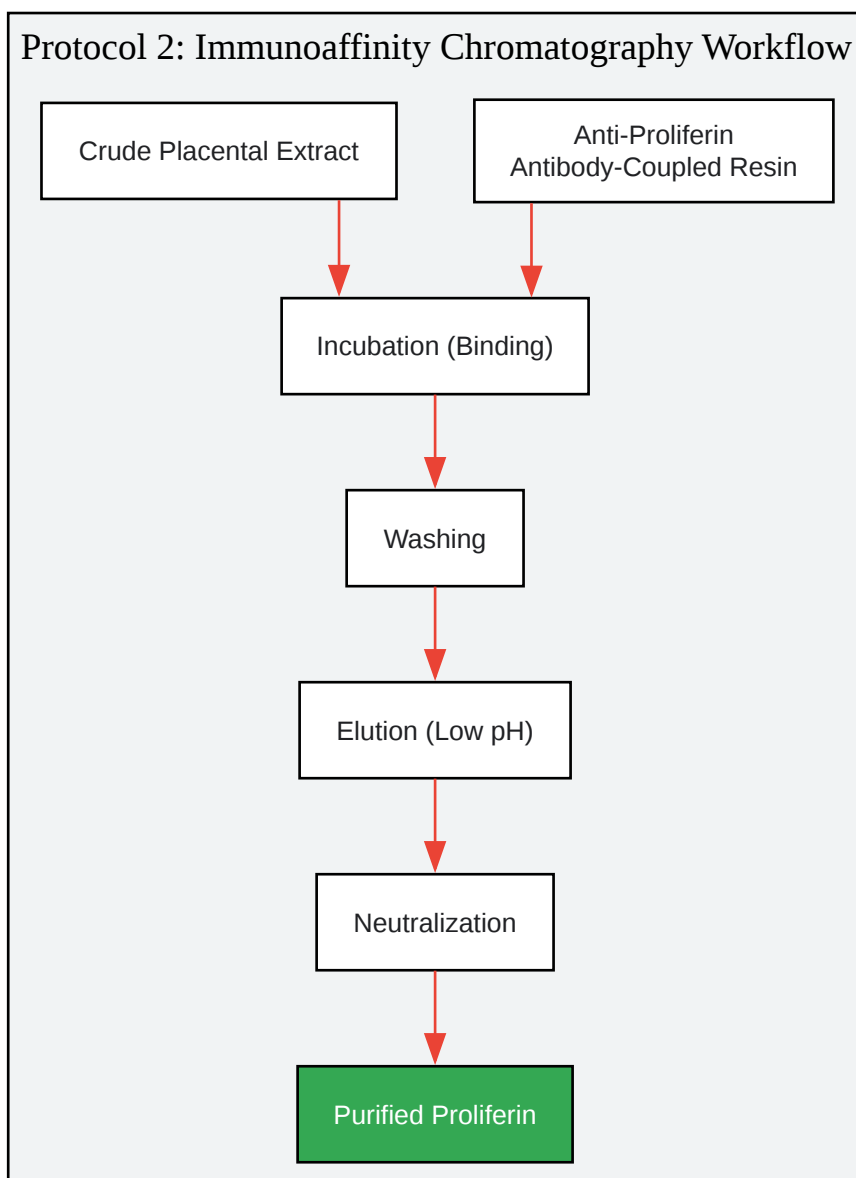 Protocol 2: Immunoaffinity Chromatography Workflow
Crude Placental Extract
Anti-Proliferin
Antibody-Coupled Resin
Incubation (Binding)
Washing
Elution (Low pH)
Neutralization
Purified Proliferin